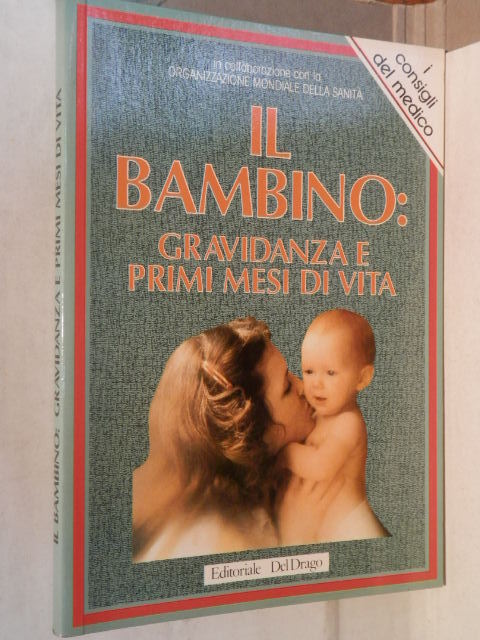 in collaborazione con la
ORGANIZZAZIONE MONDIALE DELLA SANITÀ
i
consigli
del medico
IL
BAMBINO:
GRAVIDANZA E
PRIMI MESI DI VITA
Editoriale Del Drago
IL BAMBINO: GRAVIDANZA E PRIMI MESI DI VITA